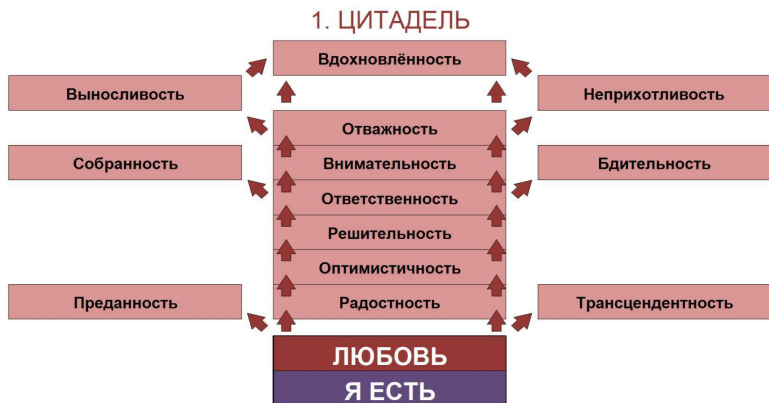 1. ЦИТАДЕЛЬ
Вдохновлённость
Выносливость
Неприхотливость
Отважность
Собранность
Внимательность
Бдительность
Ответственность
Решительность
Оптимистичность
Преданность
Радостность
Трансцендентность
ЛЮБОВЬ
Я ЕСТЬ